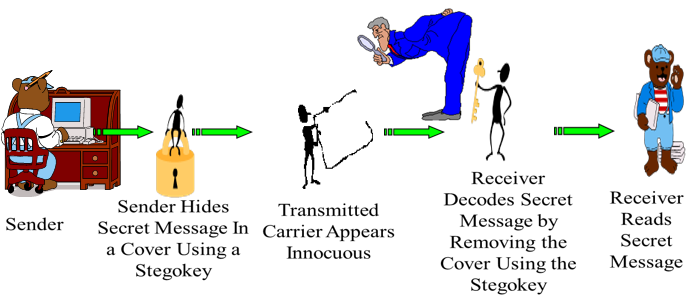 Sender
Sender Hides
Secret Message In
a Cover Using a
Stegokey
Transmitted
Carrier Appears
Innocuous
Receiver
Decodes Secret
Message by
Removing the
Cover Using the
Stegokey
Receiver
Reads
Secret
Message